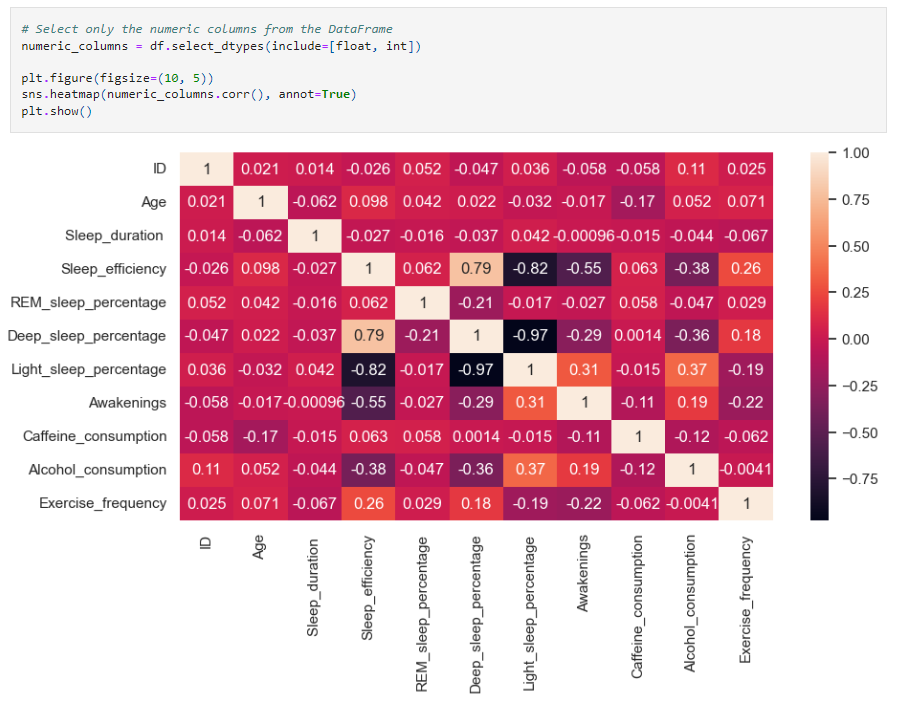 # Select only the numeric columns from the DataFrame
numeric_columns = df.select_dtypes(include=[float, int])
plt.figure(figsize=(10, 5))
sns.heatmap(numeric_columns.corr(), annot=True)
plt.show()
ID 1 0.021 0.014 -0.026 0.052 -0.047 0.036 -0.058 -0.058 0.11 0.025
Age 0.021 1 -0.062 0.098 0.042 0.022 -0.032 -0.017 -0.17 0.052 0.071
Sleep_duration 0.014 -0.062 1 -0.027 -0.016 -0.037 0.042 -0.00096 -0.015 -0.044 -0.067
Sleep_efficiency -0.026 0.098 -0.027 1 0.062 0.79 -0.82 -0.55 0.063 -0.38 0.26
REM_sleep_percentage 0.052 0.042 -0.016 0.062 1 -0.21 -0.017 -0.027 0.058 -0.047 0.029
Deep_sleep_percentage -0.047 0.022 -0.037 0.79 -0.21 1 -0.97 -0.29 0.0014 -0.36 0.18
Light_sleep_percentage 0.036 -0.032 0.042 -0.82 -0.017 -0.97 1 0.31 -0.015 0.37 -0.19
Awakenings -0.058 -0.017 -0.00096 -0.55 -0.027 -0.29 0.31 1 -0.11 0.19 -0.22
Caffeine_consumption -0.058 -0.17 -0.015 0.063 0.058 0.0014 -0.015 -0.11 1 -0.12 -0.062
Alcohol_consumption 0.11 0.052 -0.044 -0.38 -0.047 -0.36 0.37 0.19 -0.12 1 -0.0041
Exercise_frequency 0.025 0.071 -0.067 0.26 0.029 0.18 -0.19 -0.22 -0.062 -0.0041 1
ID
Age
Sleep_duration
Sleep_efficiency
REM_sleep_percentage
Deep_sleep_percentage
Light_sleep_percentage
Awakenings
Caffeine_consumption
Alcohol_consumption
Exercise_frequency
1.00
0.75
0.50
0.25
0.00
−0.25
−0.50
−0.75